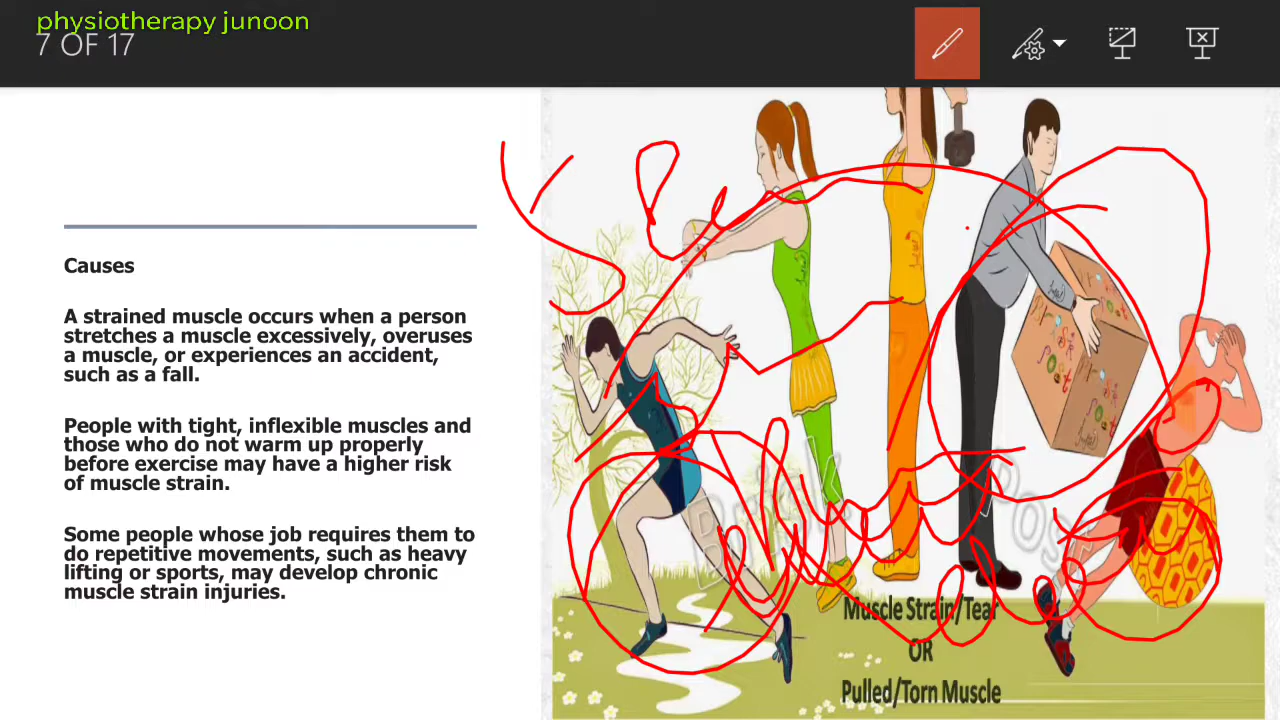 physiotherapy junoon
7 OF 17
Causes
A strained muscle occurs when a person
stretches a muscle excessively, overuses
a muscle, or experiences an accident,
such as a fall.
People with tight, inflexible muscles and
those who do not warm up properly
before exercise may have a higher risk
of muscle strain.
Some people whose job requires them to
do repetitive movements, such as heavy
lifting or sports, may develop chronic
muscle strain injuries.
Muscle Strain/Tear
OR
Pulled/Torn Muscle